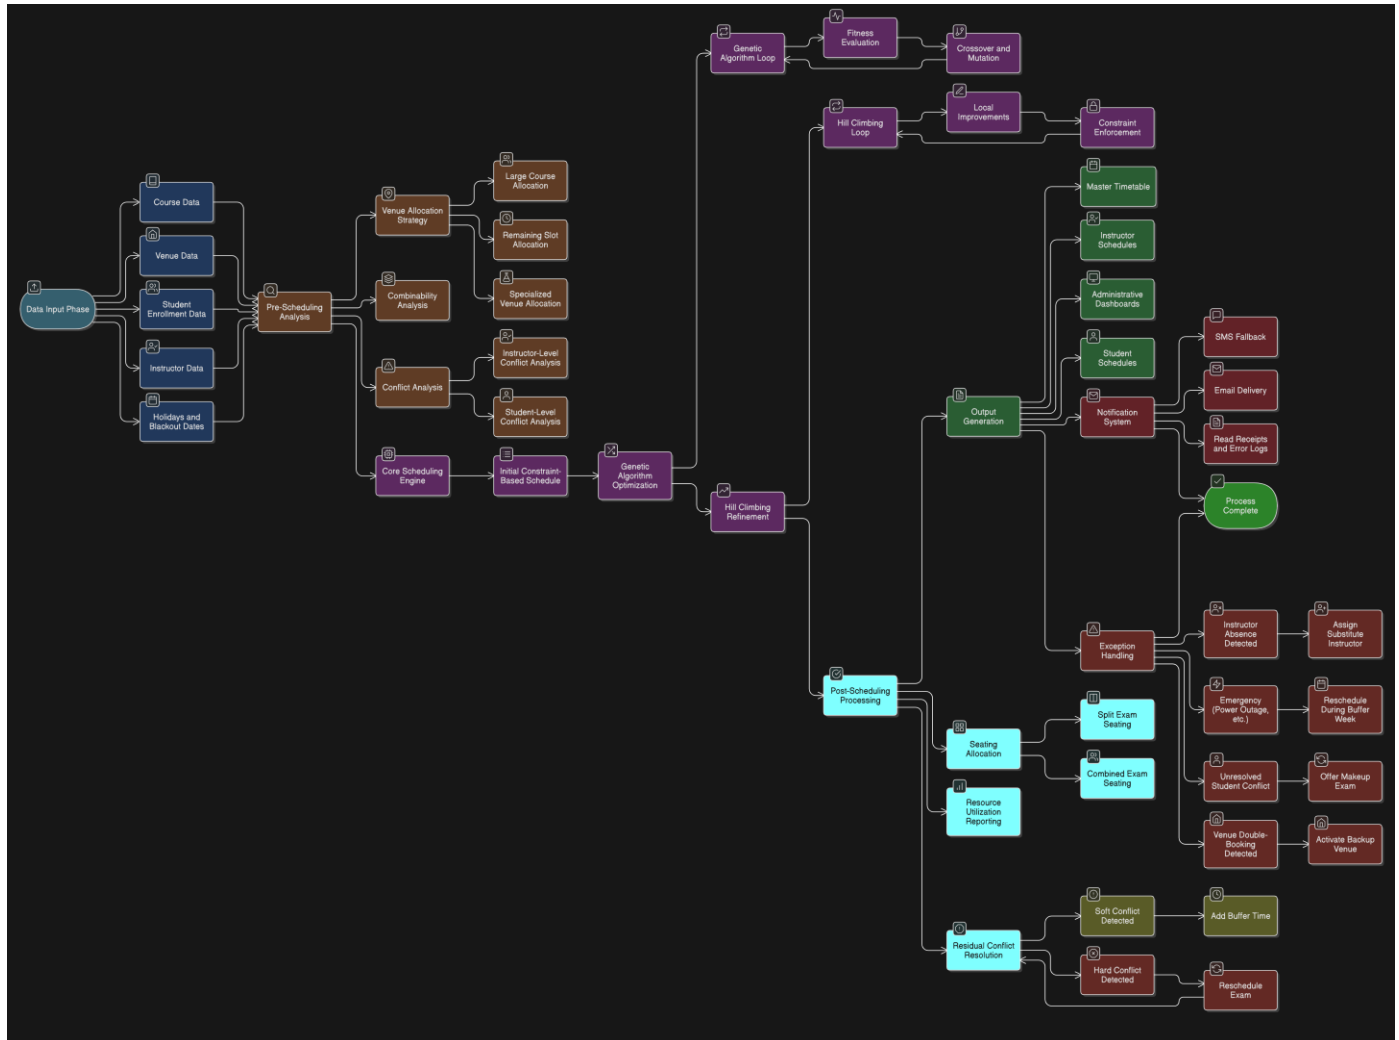 Genetic
Algorithm Loop
Fitness
Evaluation
Crossover and
Mutation
Hill Climbing
Loop
Local
Improvements
Constraint
Enforcement
Data Input Phase
Course Data
Venue Data
Student
Enrollment Data
Instructor Data
Holidays and
Blackout Dates
Pre-Scheduling
Analysis
Venue Allocation
Strategy
Combinability
Analysis
Conflict Analysis
Core Scheduling
Engine
Large Course
Allocation
Remaining Slot
Allocation
Specialized
Venue Allocation
Instructor-Level
Conflict Analysis
Student-Level
Conflict Analysis
Initial Constraint-
Based Schedule
Genetic
Algorithm
Optimization
Hill Climbing
Refinement
Post-Scheduling
Processing
Output
Generation
Master Timetable
Instructor
Schedules
Administrative
Dashboards
Student
Schedules
Notification
System
SMS Fallback
Email Delivery
Read Receipts
and Error Logs
Process
Complete
Exception
Handling
Instructor
Absence
Detected
Assign
Substitute
Instructor
Emergency
(Power Outage,
etc.)
Reschedule
During Buffer
Week
Unresolved
Student Conflict
Offer Makeup
Exam
Venue Double-
Booking
Detected
Activate Backup
Venue
Seating
Allocation
Split Exam
Seating
Combined Exam
Seating
Resource
Utilization
Reporting
Residual Conflict
Resolution
Soft Conflict
Detected
Add Buffer Time
Hard Conflict
Detected
Reschedule
Exam